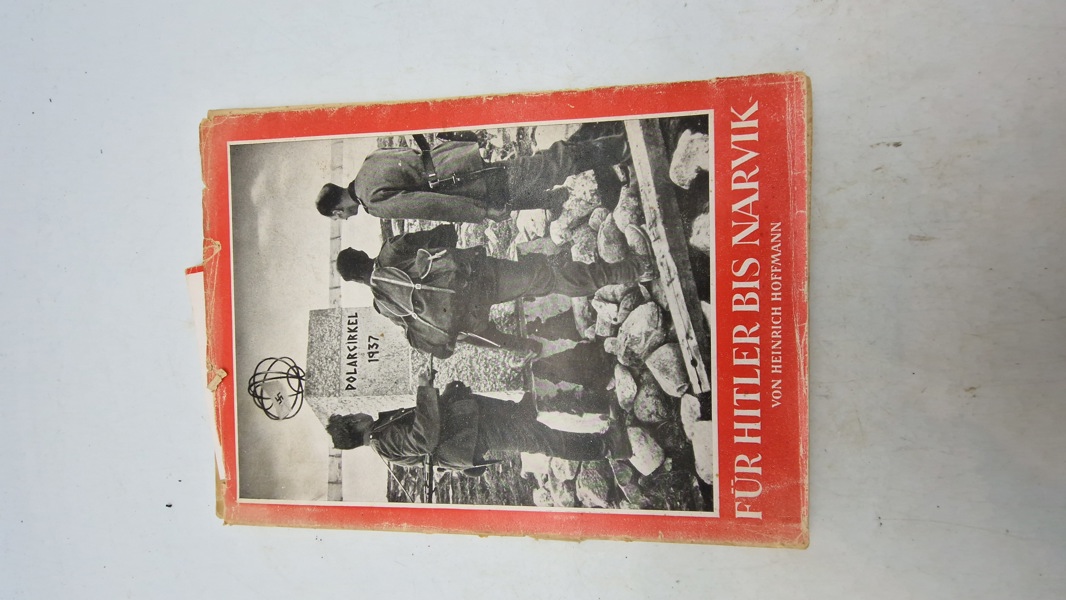 POLARCIRKEL
1937
FÜR HITLER BIS NARVIK
VON HEINRICH HOFFMANN